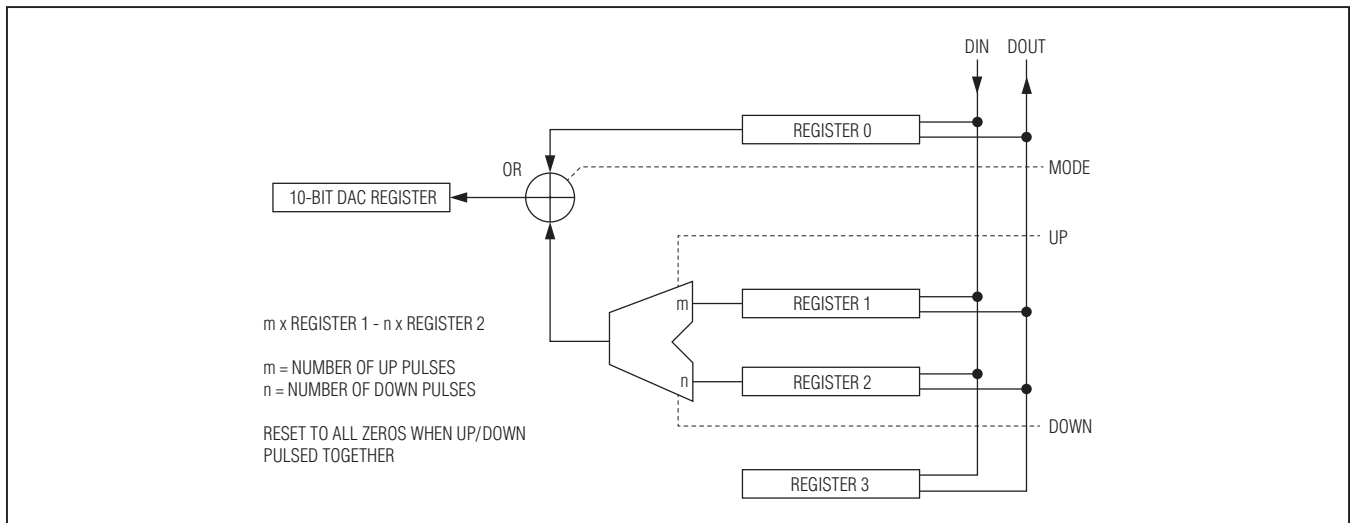 DIN DOUT
REGISTER 0
MODE
OR
10-BIT DAC REGISTER
UP
m
REGISTER 1
m x REGISTER 1 - n x REGISTER 2
m = NUMBER OF UP PULSES
n = NUMBER OF DOWN PULSES
n
REGISTER 2
DOWN
RESET TO ALL ZEROS WHEN UP/DOWN
PULSED TOGETHER
REGISTER 3